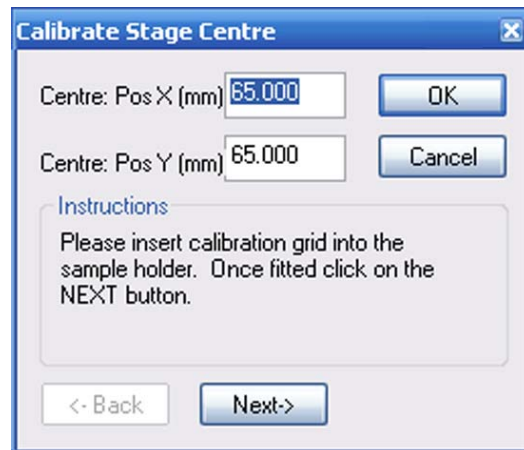 Calibrate Stage Centre
Centre: Pos X (mm) 65.000
OK
Centre: Pos Y (mm) 65.000
Cancel
Instructions
Please insert calibration grid into the
sample holder. Once fitted click on the
NEXT button.
<- Back
Next->